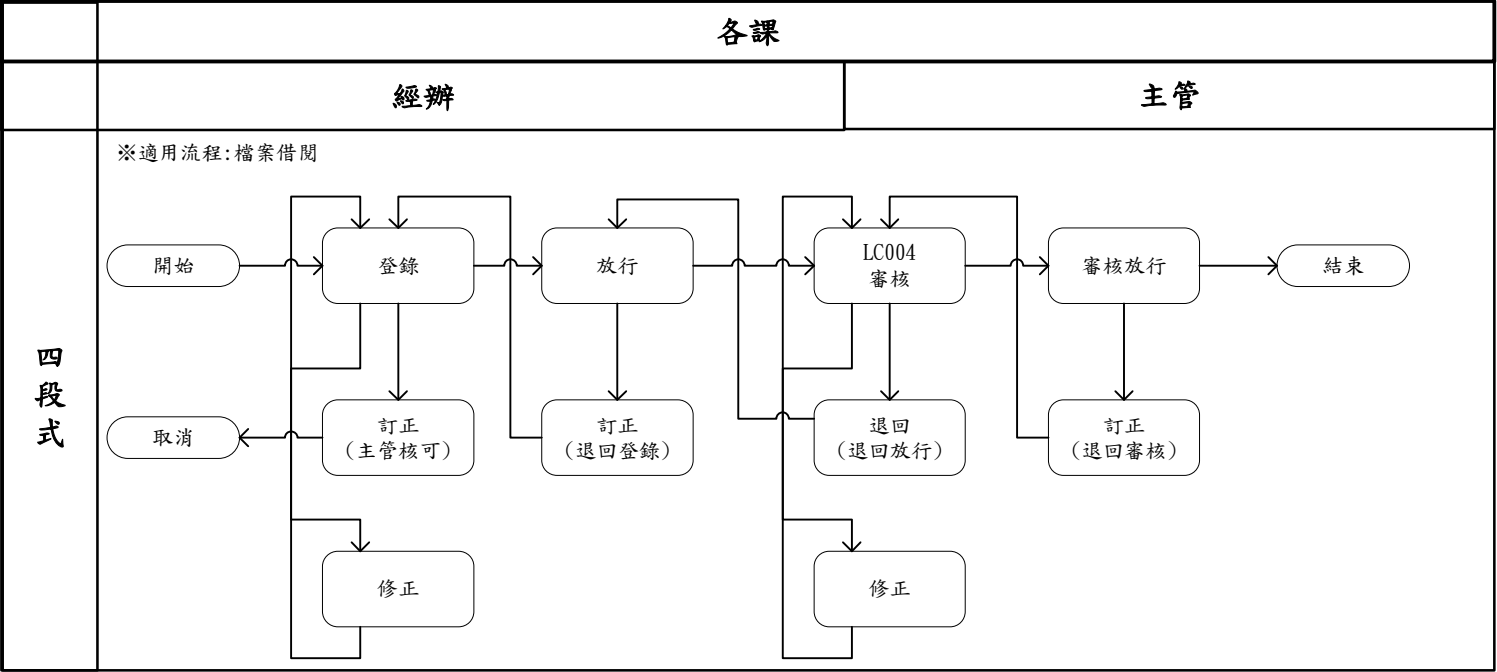 各課
經辦
主管
四
段
式
※適用流程:檔案借閱
開始
登錄
放行
LC004
審核
審核放行
結束
取消
訂正
(主管核可)
訂正
(退回登錄)
退回
(退回放行)
訂正
(退回審核)
修正
修正